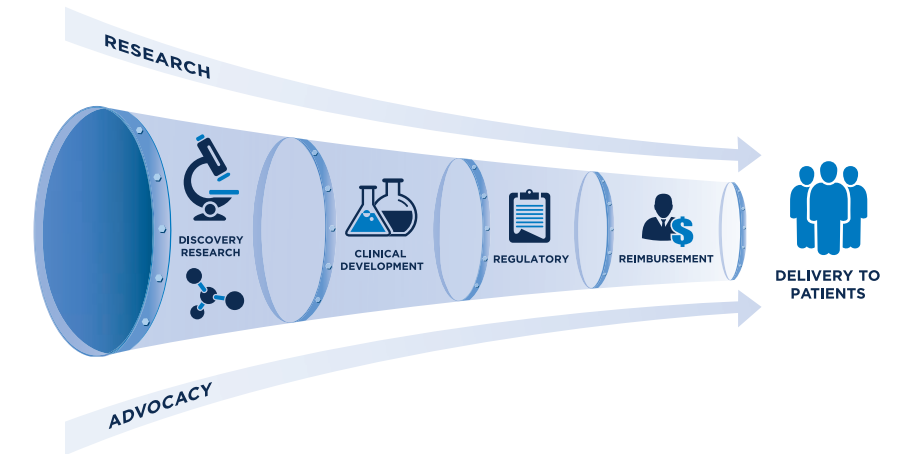 RESEARCH
DISCOVERY
RESEARCH
CLINICAL
DEVELOPMENT
REGULATORY
REIMBURSEMENT
$
DELIVERY TO
PATIENTS
ADVOCACY